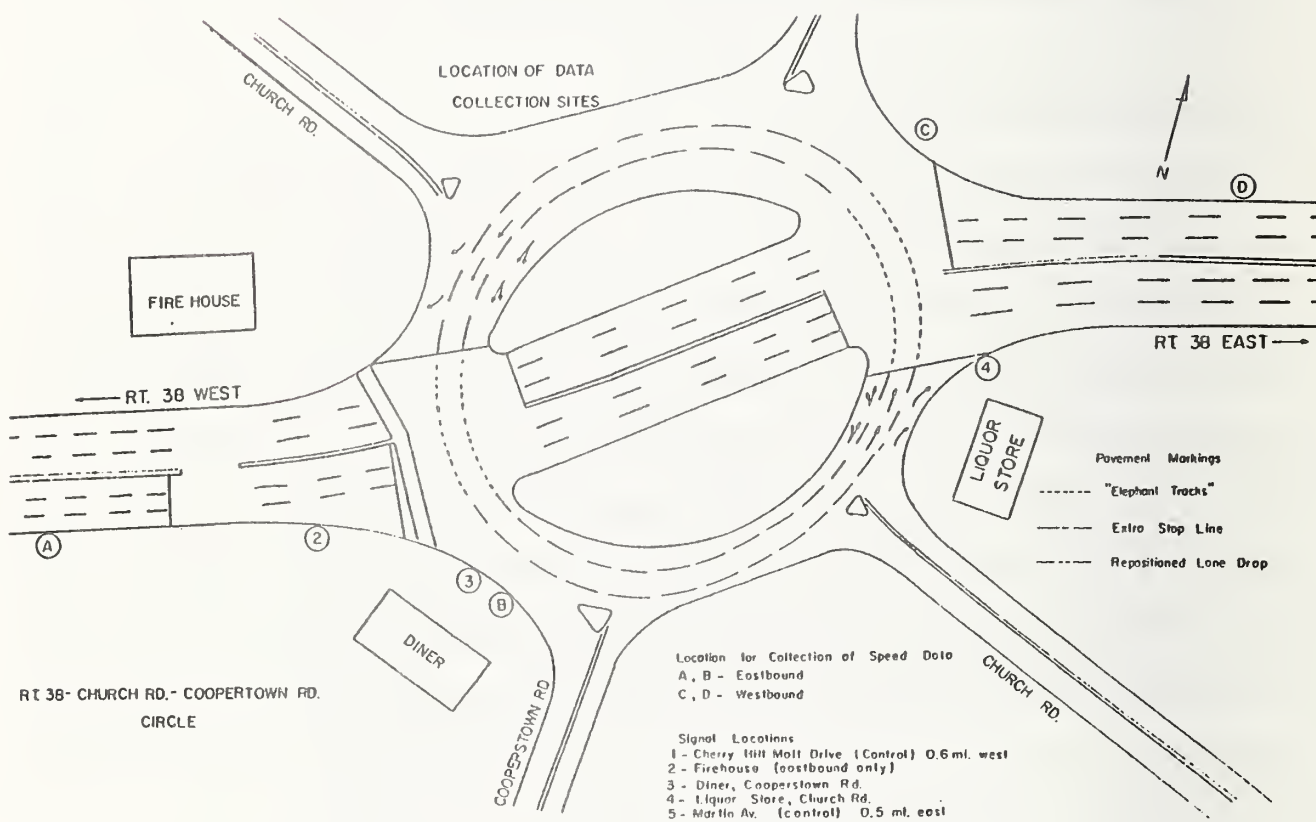 LOCATION OF DATA
COLLECTION SITES
CHURCH RD.
C
D
N
FIRE HOUSE
RT. 38 WEST
RT 38 EAST
4
LIQUOR
STORE
A
2
3
B
DINER
Pavement Markings
"Elephant Tracks"
Extra Stop Line
Repositioned Lane Drop
RT 38 - CHURCH RD. - COOPERTOWN RD.
CIRCLE
COOPERSTOWN RD
CHURCH RD.
Location for Collection of Speed Data
A, B - Eastbound
C, D - Westbound
Signal Locations
1 - Cherry Hill Mall Drive (Control) 0.6 mi. west
2 - Firehouse (eastbound only)
3 - Diner, Cooperstown Rd.
4 - Liquor Store, Church Rd.
5 - Martin Av. (control) 0.5 mi. east